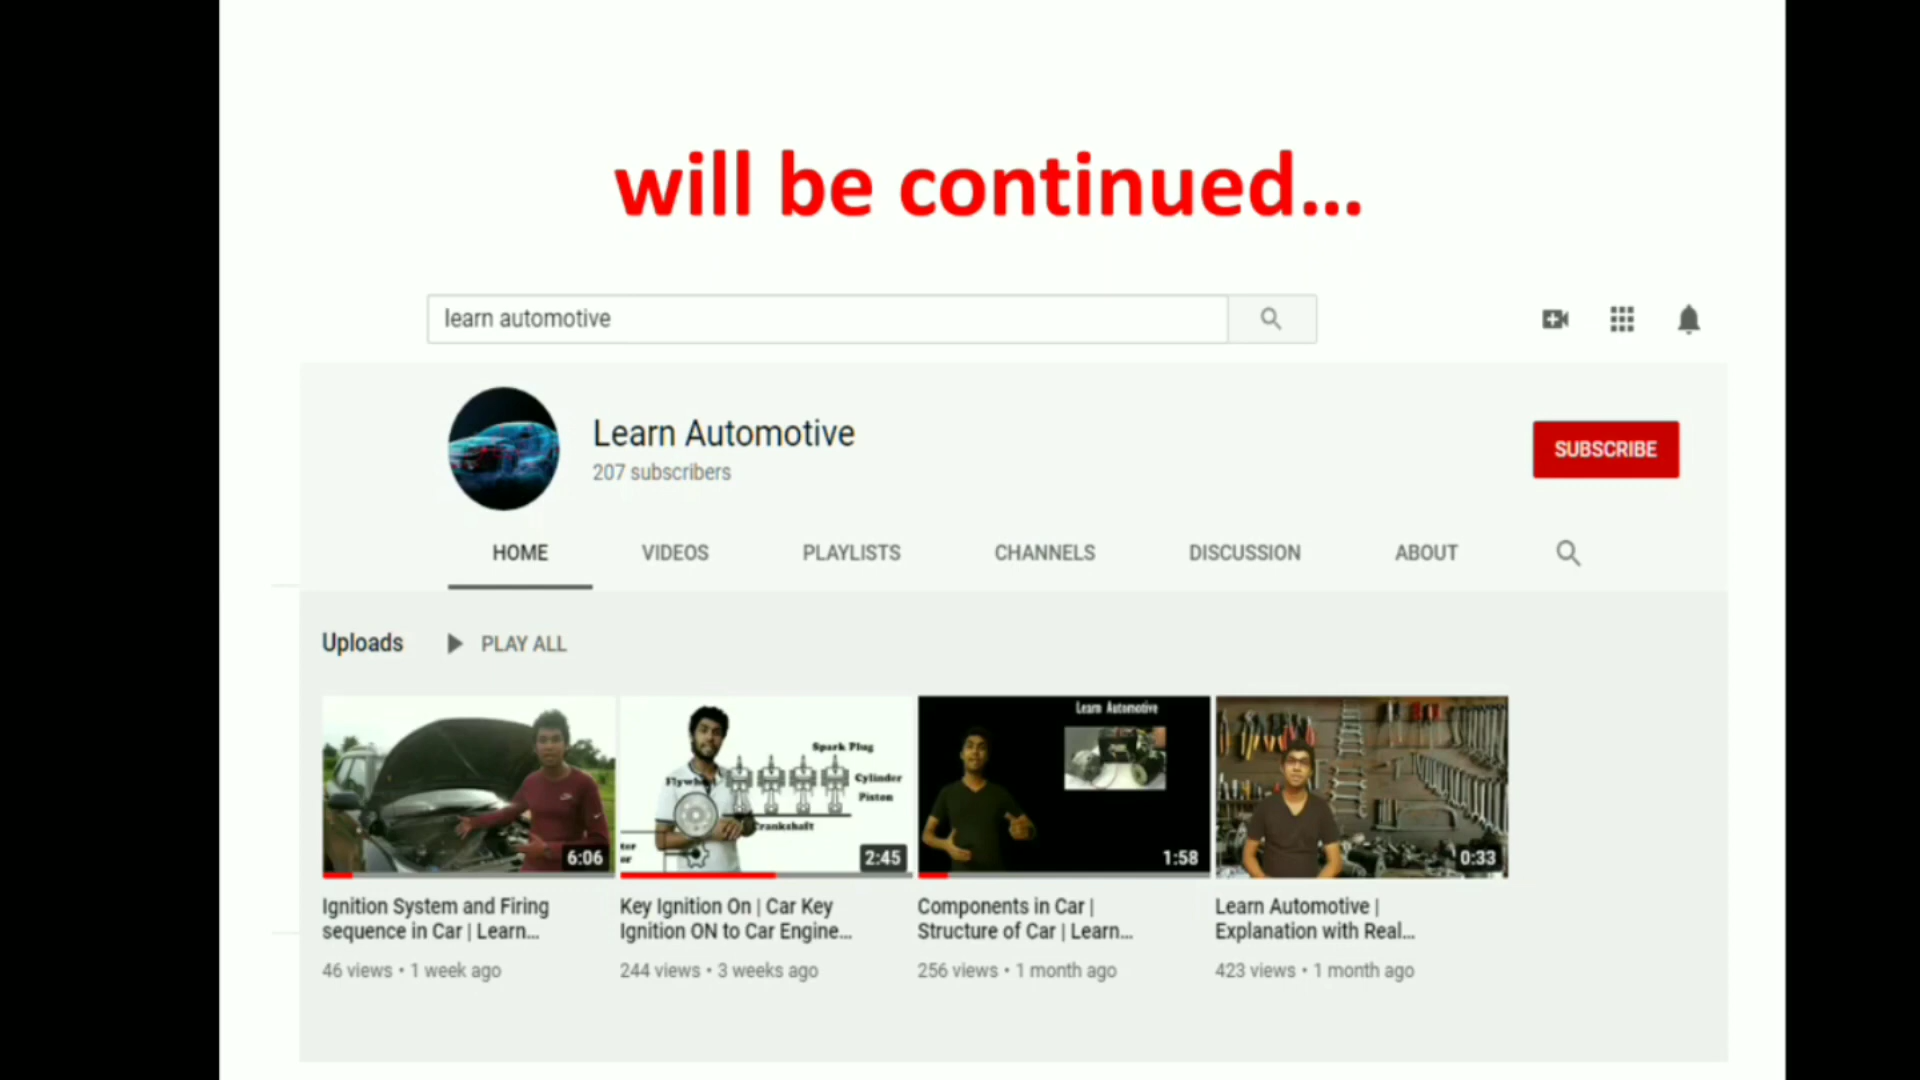 will be continued...
learn automotive
Learn Automotive
207 subscribers
SUBSCRIBE
HOME VIDEOS PLAYLISTS CHANNELS DISCUSSION ABOUT
Uploads PLAY ALL
6:06
Spark Plug
Flywheel
Cylinder
Piston
Crankshaft
2:45
Learn Automotive
1:58
0:33
Ignition System and Firing
sequence in Car | Learn...
46 views • 1 week ago
Key Ignition On | Car Key
Ignition ON to Car Engine...
244 views • 3 weeks ago
Components in Car |
Structure of Car | Learn...
256 views • 1 month ago
Learn Automotive |
Explanation with Real...
423 views • 1 month ago